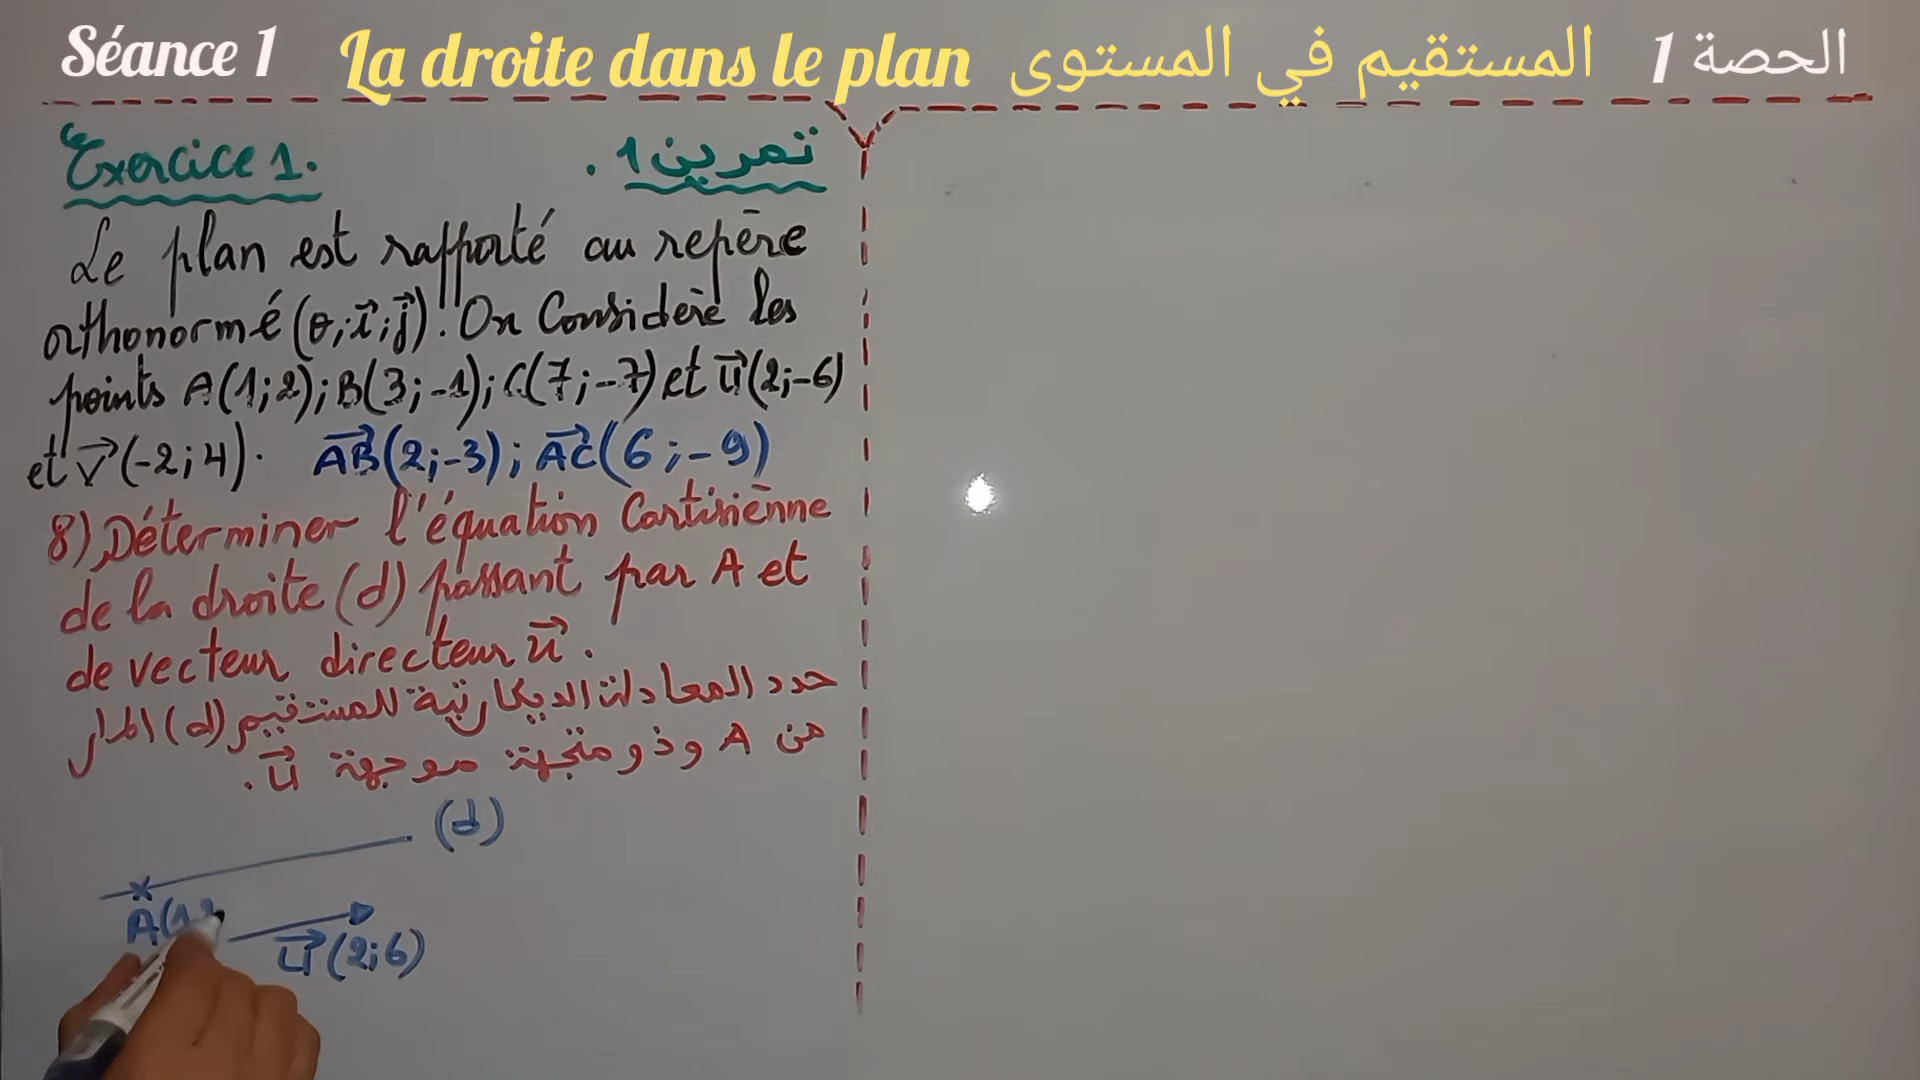 Séance 1 La droite dans le plan المستقيم في المستوى الحصة 1
Exercice 1. تمرين 1.
Le plan est rapporté au repère
orthonormé (o; i⃗; j⃗). On Considère les
points A(1;2); B(3;-1); C(7;-7) et u⃗(2;-6)
et v⃗(-2;4). AB⃗(2;-3); AC⃗(6;-9)
8) Déterminer l'équation Cartisiènne
de la droite (d) passant par A et
de vecteur directeur u⃗.
حدد المعادلة الديكارتية للمستقيم (d) المار
من A وذو متجهة موجهة u⃗.
(d)
A(1;2
u⃗(2;6)